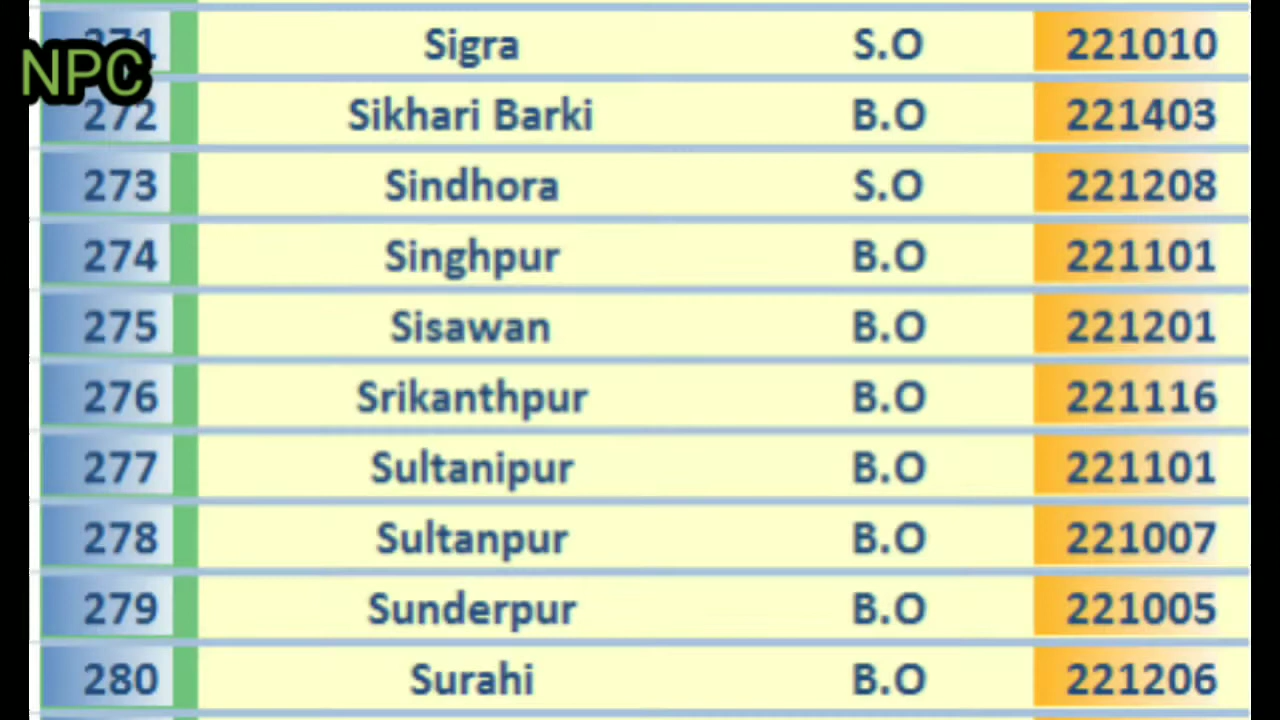 NPC
271 Sigra S.O 221010
272 Sikhari Barki B.O 221403
273 Sindhora S.O 221208
274 Singhpur B.O 221101
275 Sisawan B.O 221201
276 Srikanthpur B.O 221116
277 Sultanipur B.O 221101
278 Sultanpur B.O 221007
279 Sunderpur B.O 221005
280 Surahi B.O 221206